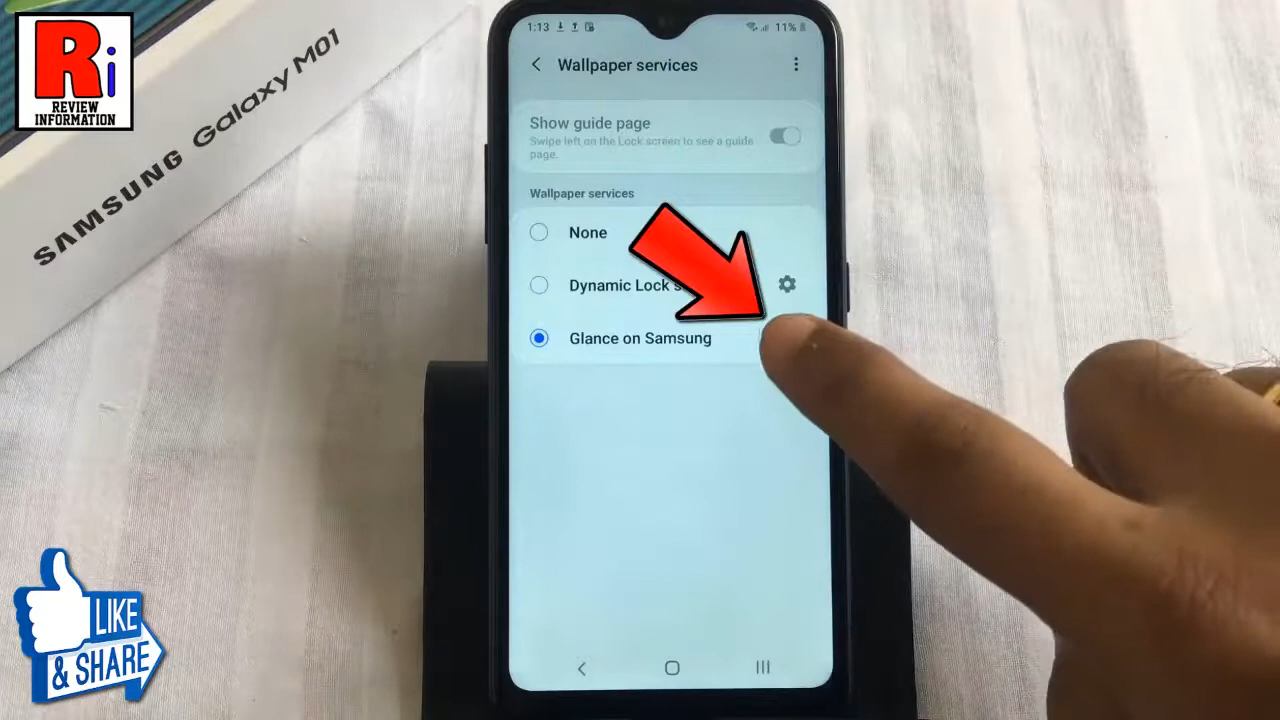 Ri
REVIEW
INFORMATION
SAMSUNG Galaxy M01
1:13
11%
Wallpaper services
Show guide page
Swipe left on the Lock screen to see a guide
page.
Wallpaper services
None
Dynamic Lock
Glance on Samsung
LIKE
& SHARE